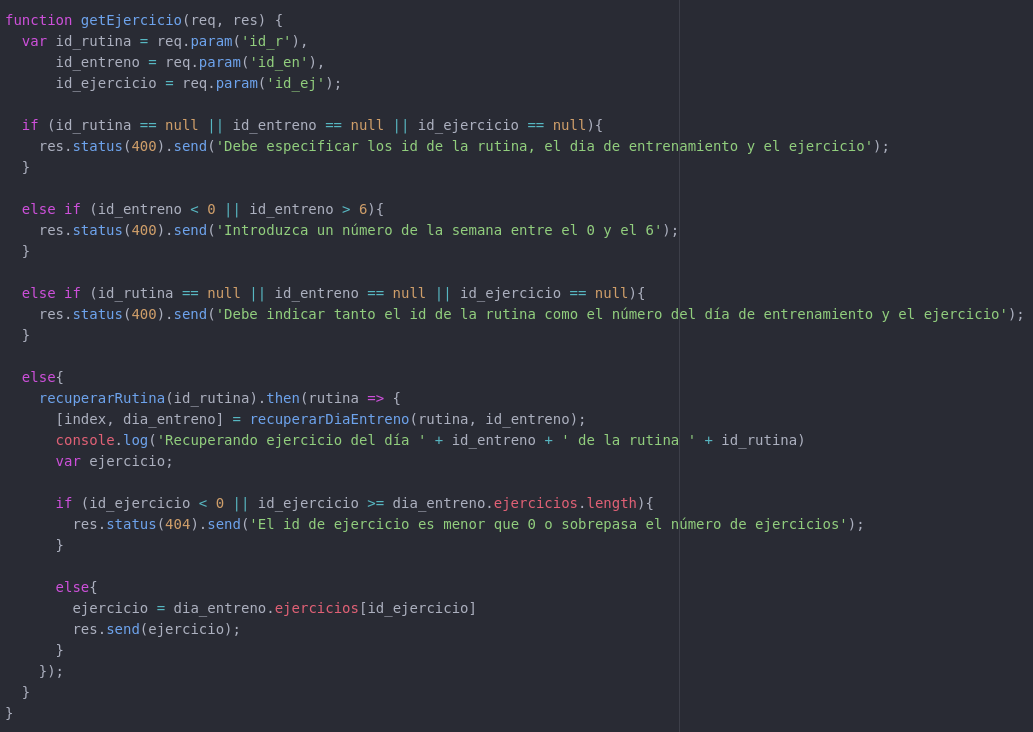 function getEjercicio(req, res) {
  var id_rutina = req.param('id_r'),
      id_entreno = req.param('id_en'),
      id_ejercicio = req.param('id_ej');

  if (id_rutina == null || id_entreno == null || id_ejercicio == null){
    res.status(400).send('Debe especificar los id de la rutina, el dia de entrenamiento y el ejercicio');
  }

  else if (id_entreno < 0 || id_entreno > 6){
    res.status(400).send('Introduzca un número de la semana entre el 0 y el 6');
  }

  else if (id_rutina == null || id_entreno == null || id_ejercicio == null){
    res.status(400).send('Debe indicar tanto el id de la rutina como el número del día de entrenamiento y el ejercicio');
  }

  else{
    recuperarRutina(id_rutina).then(rutina => {
      [index, dia_entreno] = recuperarDiaEntreno(rutina, id_entreno);
      console.log('Recuperando ejercicio del día ' + id_entreno + ' de la rutina ' + id_rutina)
      var ejercicio;

      if (id_ejercicio < 0 || id_ejercicio >= dia_entreno.ejercicios.length){
        res.status(404).send('El id de ejercicio es menor que 0 o sobrepasa el número de ejercicios');
      }

      else{
        ejercicio = dia_entreno.ejercicios[id_ejercicio]
        res.send(ejercicio);
      }
    });
  }
}